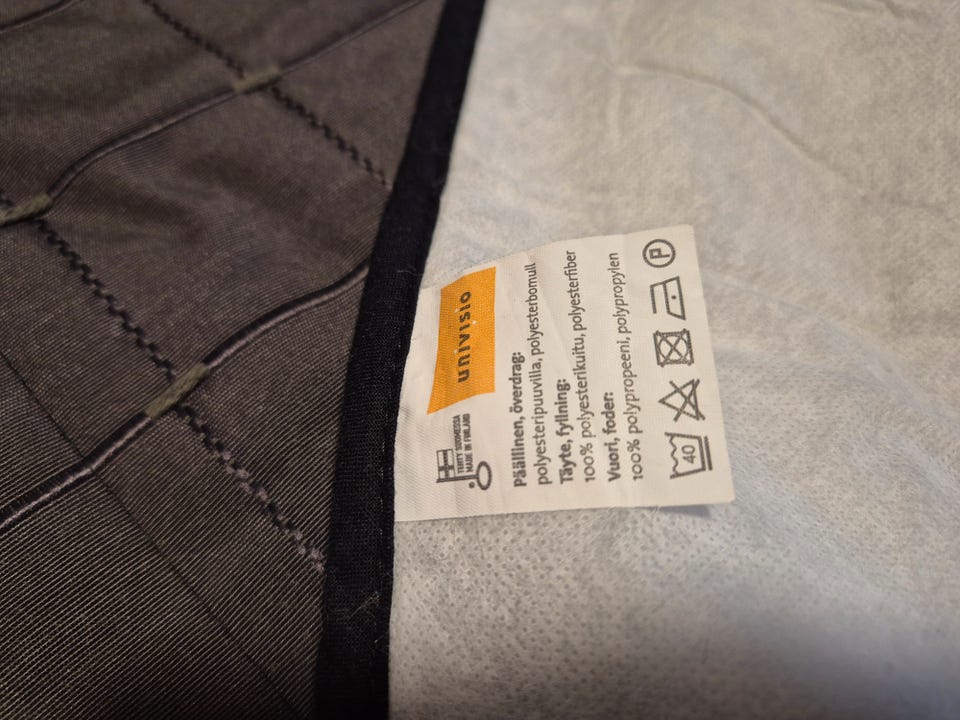 univisio
TEHTY SUOMESSA
MADE IN FINLAND
Päällinen, överdrag:
polyesteripuuvilla, polyesterbomull
Täyte, fyllning:
100% polyesterikuitu, polyesterfiber
Vuori, foder:
100% polypropeeni, polypropylen
40 P